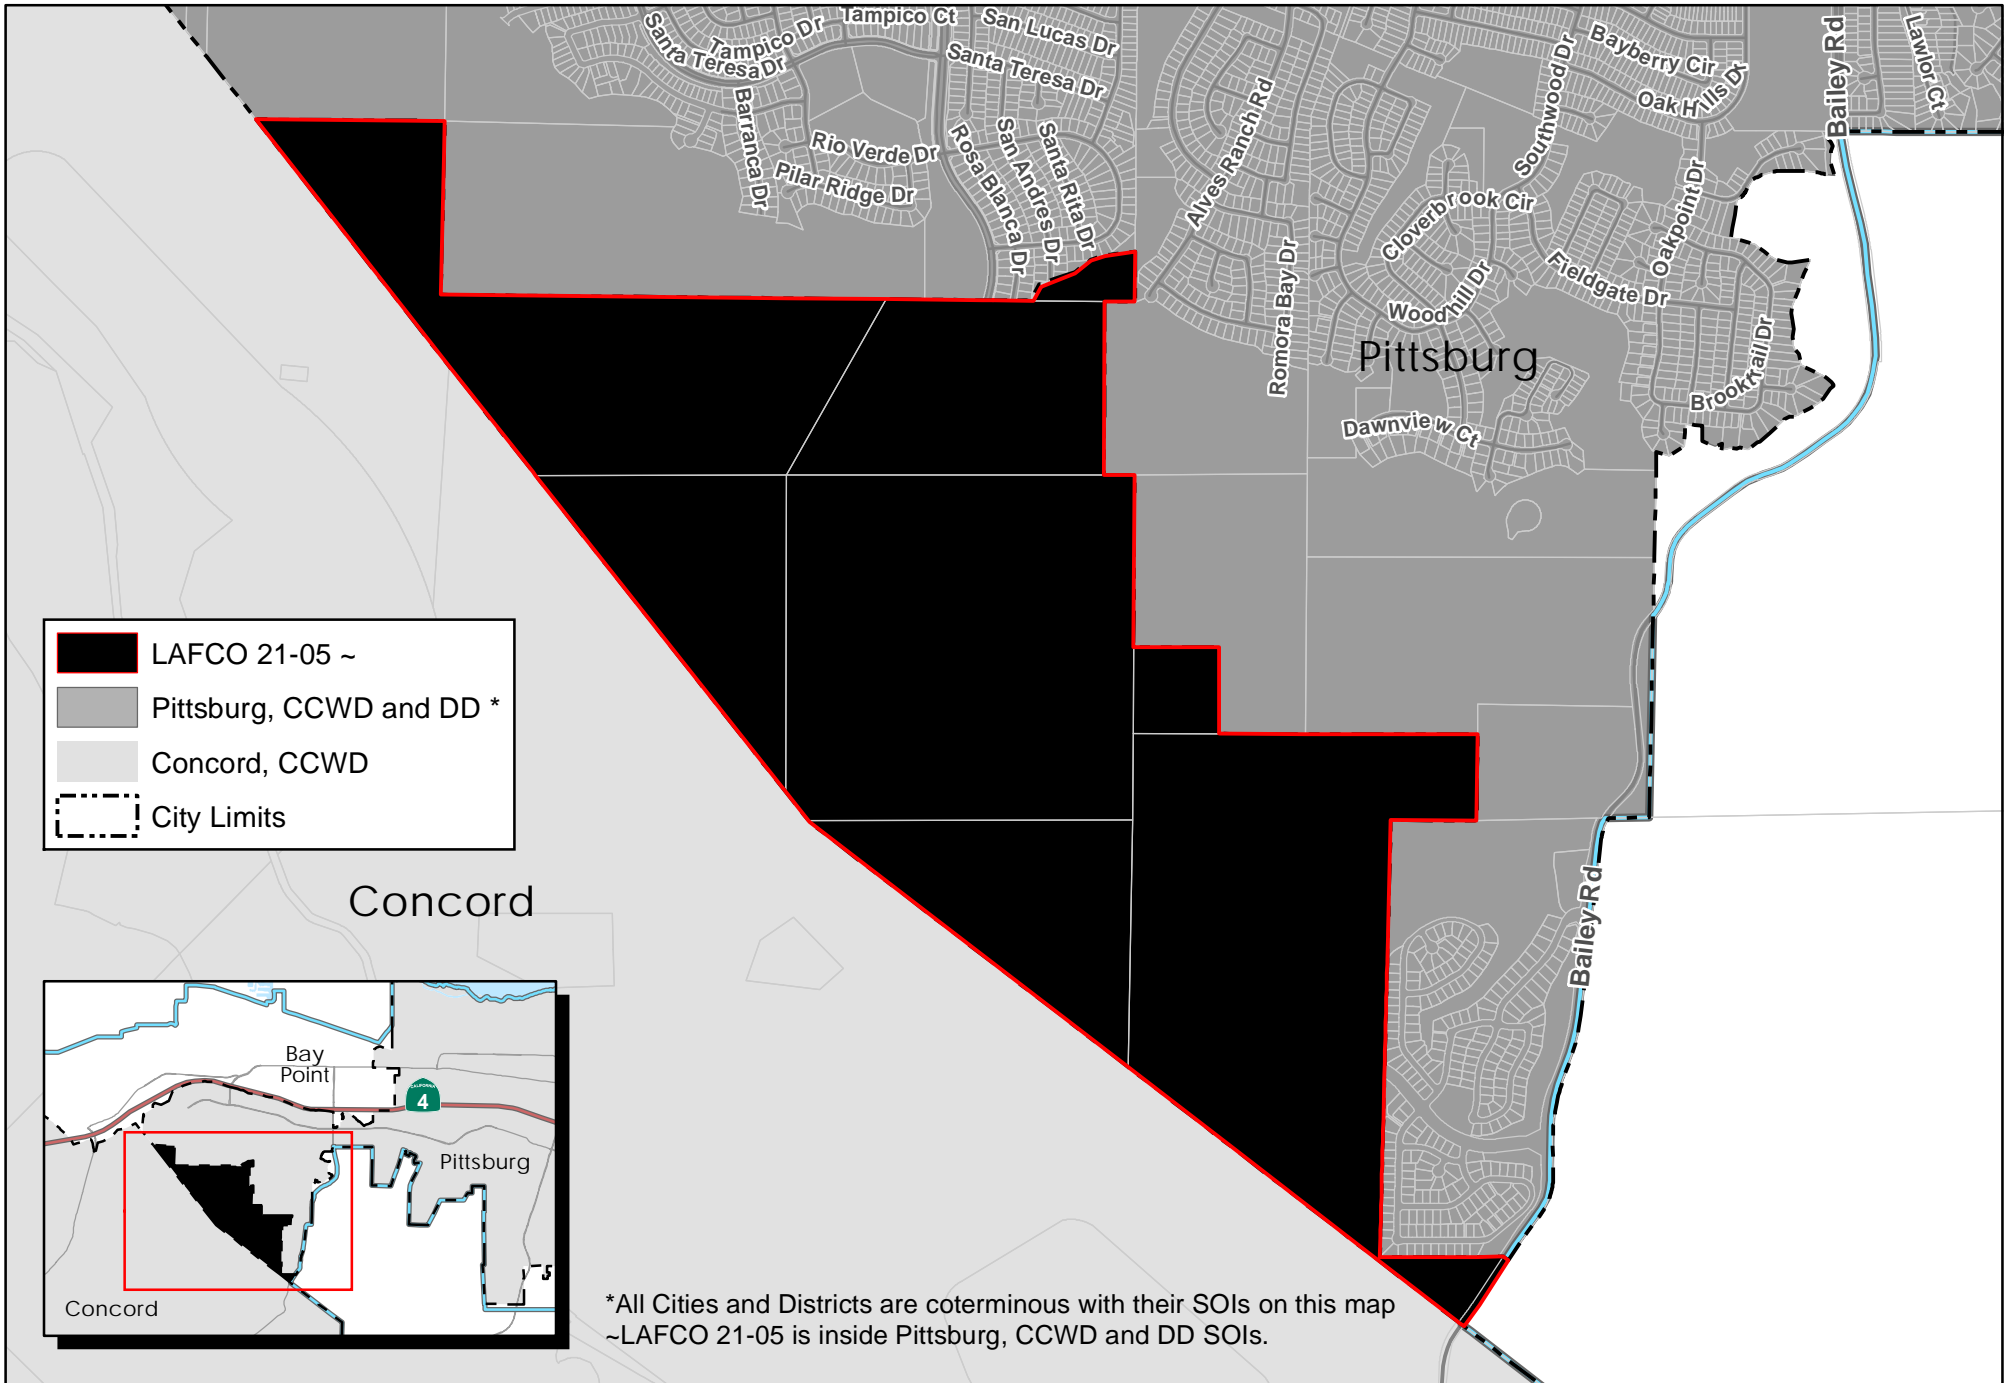 Tampico Ct
San Lucas Dr
Tampico Dr
Santa Teresa Dr
Santa Teresa Dr
Bayberry Cir
Bailey Rd
Lawlor Ct
Oak Hills Dr
Southwood Dr
Alves Ranch Rd
Barranca Dr
Rio Verde Dr
Pilar Ridge Dr
Rosa Blanca Dr
San Andres Dr
Santa Rita Dr
Cloverbrook Cir
Oakpoint Dr
Fieldgate Dr
Romora Bay Dr
Woodhill Dr
Pittsburg
Brooktrail Dr
Dawnview Ct
LAFCO 21-05 ~
Pittsburg, CCWD and DD *
Concord, CCWD
City Limits
Concord
Bailey Rd
Bay
Point
CALIFORNIA
4
Pittsburg
Concord
*All Cities and Districts are coterminous with their SOIs on this map
~LAFCO 21-05 is inside Pittsburg, CCWD and DD SOIs.